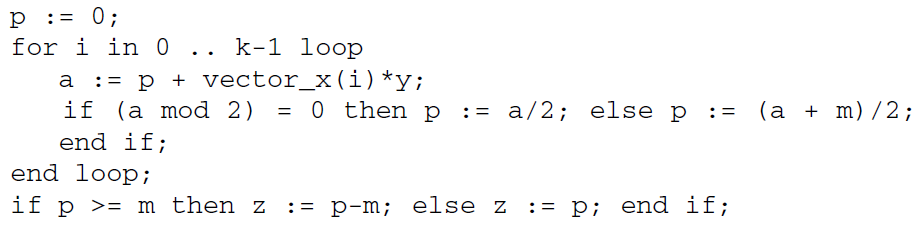 p := 0;
for i in 0 .. k-1 loop
   a := p + vector_x(i)*y;
   if (a mod 2) = 0 then p := a/2; else p := (a + m)/2;
   end if;
end loop;
if p >= m then z := p-m; else z := p; end if;